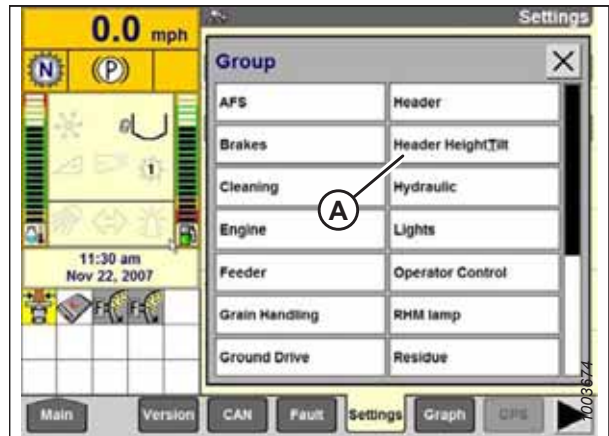 0.0 mph
Settings
N
(P)
Group
X
AFS
Header
Brakes
Header Height Tilt
Cleaning
Hydraulic
A
Engine
Lights
Feeder
Operator Control
Grain Handling
RHM lamp
Ground Drive
Residue
1
11:30 am
Nov 22, 2007
F
F
Main
Version
CAN
Fault
Settings
Graph
GPS
1003674